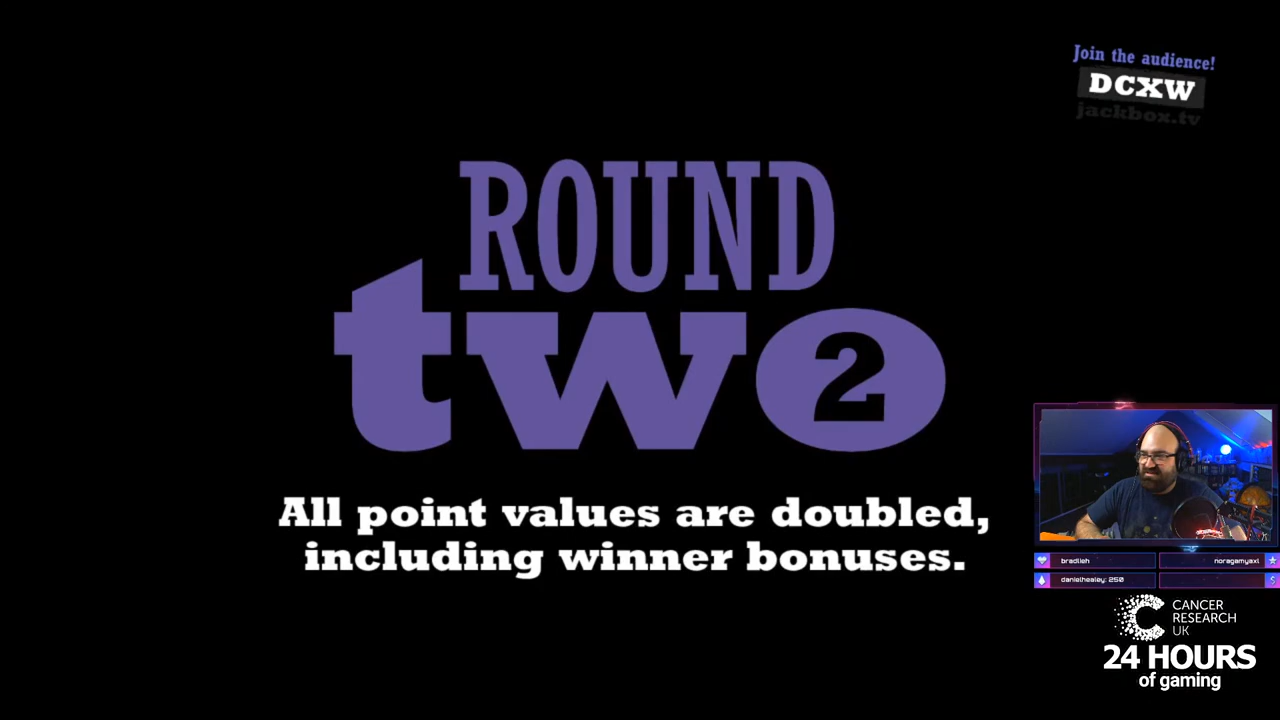 Join the audience!
DCXW
jackbox.tv
ROUND
two
2
All point values are doubled,
including winner bonuses.
bradlleh
noragamyaxl
danielhealey: 250
CANCER
RESEARCH
UK
24 HOURS
of gaming